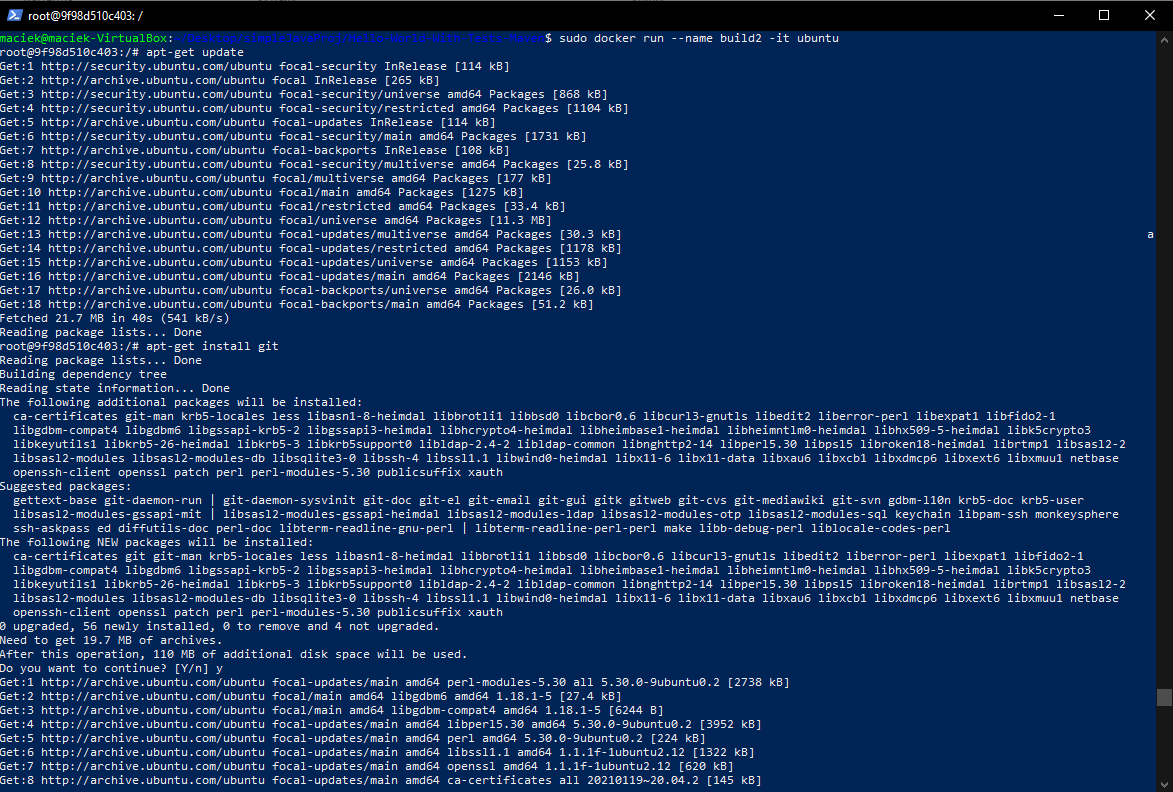 root@9f98d510c403: /
maciek@maciek-VirtualBox:~/Desktop/simpleJavaProj/Hello-World-With-Tests-Maven$ sudo docker run --name build2 -it ubuntu
root@9f98d510c403:/# apt-get update
Get:1 http://security.ubuntu.com/ubuntu focal-security InRelease [114 kB]
Get:2 http://archive.ubuntu.com/ubuntu focal InRelease [265 kB]
Get:3 http://security.ubuntu.com/ubuntu focal-security/universe amd64 Packages [868 kB]
Get:4 http://security.ubuntu.com/ubuntu focal-security/restricted amd64 Packages [1104 kB]
Get:5 http://archive.ubuntu.com/ubuntu focal-updates InRelease [114 kB]
Get:6 http://security.ubuntu.com/ubuntu focal-security/main amd64 Packages [1731 kB]
Get:7 http://archive.ubuntu.com/ubuntu focal-backports InRelease [108 kB]
Get:8 http://security.ubuntu.com/ubuntu focal-security/multiverse amd64 Packages [25.8 kB]
Get:9 http://archive.ubuntu.com/ubuntu focal/multiverse amd64 Packages [177 kB]
Get:10 http://archive.ubuntu.com/ubuntu focal/main amd64 Packages [1275 kB]
Get:11 http://archive.ubuntu.com/ubuntu focal/restricted amd64 Packages [33.4 kB]
Get:12 http://archive.ubuntu.com/ubuntu focal/universe amd64 Packages [11.3 MB]
Get:13 http://archive.ubuntu.com/ubuntu focal-updates/multiverse amd64 Packages [30.3 kB] a
Get:14 http://archive.ubuntu.com/ubuntu focal-updates/restricted amd64 Packages [1178 kB]
Get:15 http://archive.ubuntu.com/ubuntu focal-updates/universe amd64 Packages [1153 kB]
Get:16 http://archive.ubuntu.com/ubuntu focal-updates/main amd64 Packages [2146 kB]
Get:17 http://archive.ubuntu.com/ubuntu focal-backports/universe amd64 Packages [26.0 kB]
Get:18 http://archive.ubuntu.com/ubuntu focal-backports/main amd64 Packages [51.2 kB]
Fetched 21.7 MB in 40s (541 kB/s)
Reading package lists... Done
root@9f98d510c403:/# apt-get install git
Reading package lists... Done
Building dependency tree
Reading state information... Done
The following additional packages will be installed:
ca-certificates git-man krb5-locales less libasn1-8-heimdal libbrotli1 libbsd0 libcbor0.6 libcurl3-gnutls libedit2 liberror-perl libexpat1 libfido2-1
libgdbm-compat4 libgdbm6 libgssapi-krb5-2 libgssapi3-heimdal libhcrypto4-heimdal libheimbase1-heimdal libheimntlm0-heimdal libhx509-5-heimdal libk5crypto3
libkeyutils1 libkrb5-26-heimdal libkrb5-3 libkrb5support0 libldap-2.4-2 libldap-common libnghttp2-14 libperl5.30 libpsl5 libroken18-heimdal librtmp1 libsasl2-2
libsasl2-modules libsasl2-modules-db libsqlite3-0 libssh-4 libssl1.1 libwind0-heimdal libx11-6 libx11-data libxau6 libxcb1 libxdmcp6 libxext6 libxmuu1 netbase
openssh-client openssl patch perl perl-modules-5.30 publicsuffix xauth
Suggested packages:
gettext-base git-daemon-run | git-daemon-sysvinit git-doc git-el git-email git-gui gitk gitweb git-cvs git-mediawiki git-svn gdbm-l10n krb5-doc krb5-user
libsasl2-modules-gssapi-mit | libsasl2-modules-gssapi-heimdal libsasl2-modules-ldap libsasl2-modules-otp libsasl2-modules-sql keychain libpam-ssh monkeysphere
ssh-askpass ed diffutils-doc perl-doc libterm-readline-gnu-perl | libterm-readline-perl-perl make libb-debug-perl liblocale-codes-perl
The following NEW packages will be installed:
ca-certificates git git-man krb5-locales less libasn1-8-heimdal libbrotli1 libbsd0 libcbor0.6 libcurl3-gnutls libedit2 liberror-perl libexpat1 libfido2-1
libgdbm-compat4 libgdbm6 libgssapi-krb5-2 libgssapi3-heimdal libhcrypto4-heimdal libheimbase1-heimdal libheimntlm0-heimdal libhx509-5-heimdal libk5crypto3
libkeyutils1 libkrb5-26-heimdal libkrb5-3 libkrb5support0 libldap-2.4-2 libldap-common libnghttp2-14 libperl5.30 libpsl5 libroken18-heimdal librtmp1 libsasl2-2
libsasl2-modules libsasl2-modules-db libsqlite3-0 libssh-4 libssl1.1 libwind0-heimdal libx11-6 libx11-data libxau6 libxcb1 libxdmcp6 libxext6 libxmuu1 netbase
openssh-client openssl patch perl perl-modules-5.30 publicsuffix xauth
0 upgraded, 56 newly installed, 0 to remove and 4 not upgraded.
Need to get 19.7 MB of archives.
After this operation, 110 MB of additional disk space will be used.
Do you want to continue? [Y/n] y
Get:1 http://archive.ubuntu.com/ubuntu focal-updates/main amd64 perl-modules-5.30 all 5.30.0-9ubuntu0.2 [2738 kB]
Get:2 http://archive.ubuntu.com/ubuntu focal/main amd64 libgdbm6 amd64 1.18.1-5 [27.4 kB]
Get:3 http://archive.ubuntu.com/ubuntu focal/main amd64 libgdbm-compat4 amd64 1.18.1-5 [6244 B]
Get:4 http://archive.ubuntu.com/ubuntu focal-updates/main amd64 libperl5.30 amd64 5.30.0-9ubuntu0.2 [3952 kB]
Get:5 http://archive.ubuntu.com/ubuntu focal-updates/main amd64 perl amd64 5.30.0-9ubuntu0.2 [224 kB]
Get:6 http://archive.ubuntu.com/ubuntu focal-updates/main amd64 libssl1.1 amd64 1.1.1f-1ubuntu2.12 [1322 kB]
Get:7 http://archive.ubuntu.com/ubuntu focal-updates/main amd64 openssl amd64 1.1.1f-1ubuntu2.12 [620 kB]
Get:8 http://archive.ubuntu.com/ubuntu focal-updates/main amd64 ca-certificates all 20210119~20.04.2 [145 kB]